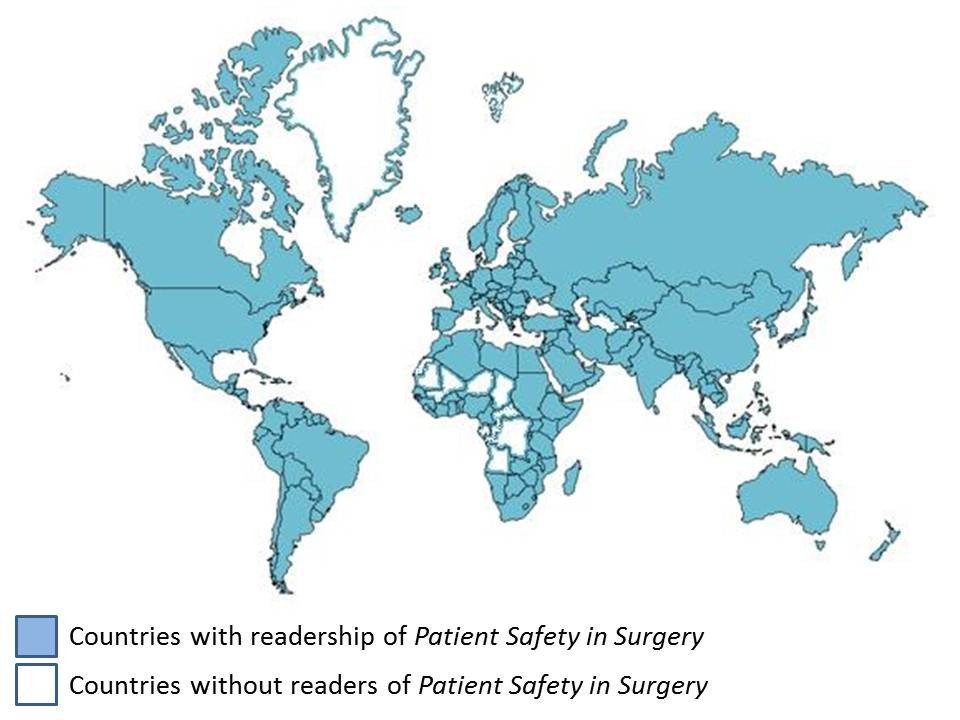 Countries with readership of Patient Safety in Surgery
Countries without readers of Patient Safety in Surgery